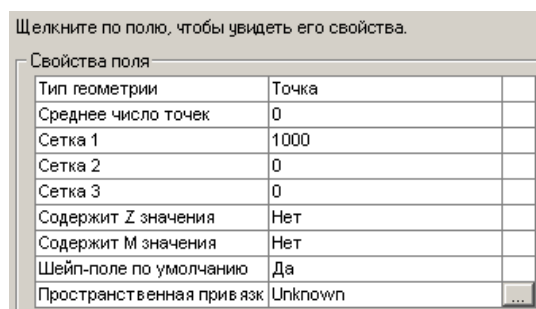 Щелкните по полю, чтобы увидеть его свойства.
Свойства поля
Тип геометрии Точка
Среднее число точек 0
Сетка 1 1000
Сетка 2 0
Сетка 3 0
Содержит Z значения Нет
Содержит M значения Нет
Шейп-поле по умолчанию Да
Пространственная привязк Unknown ...